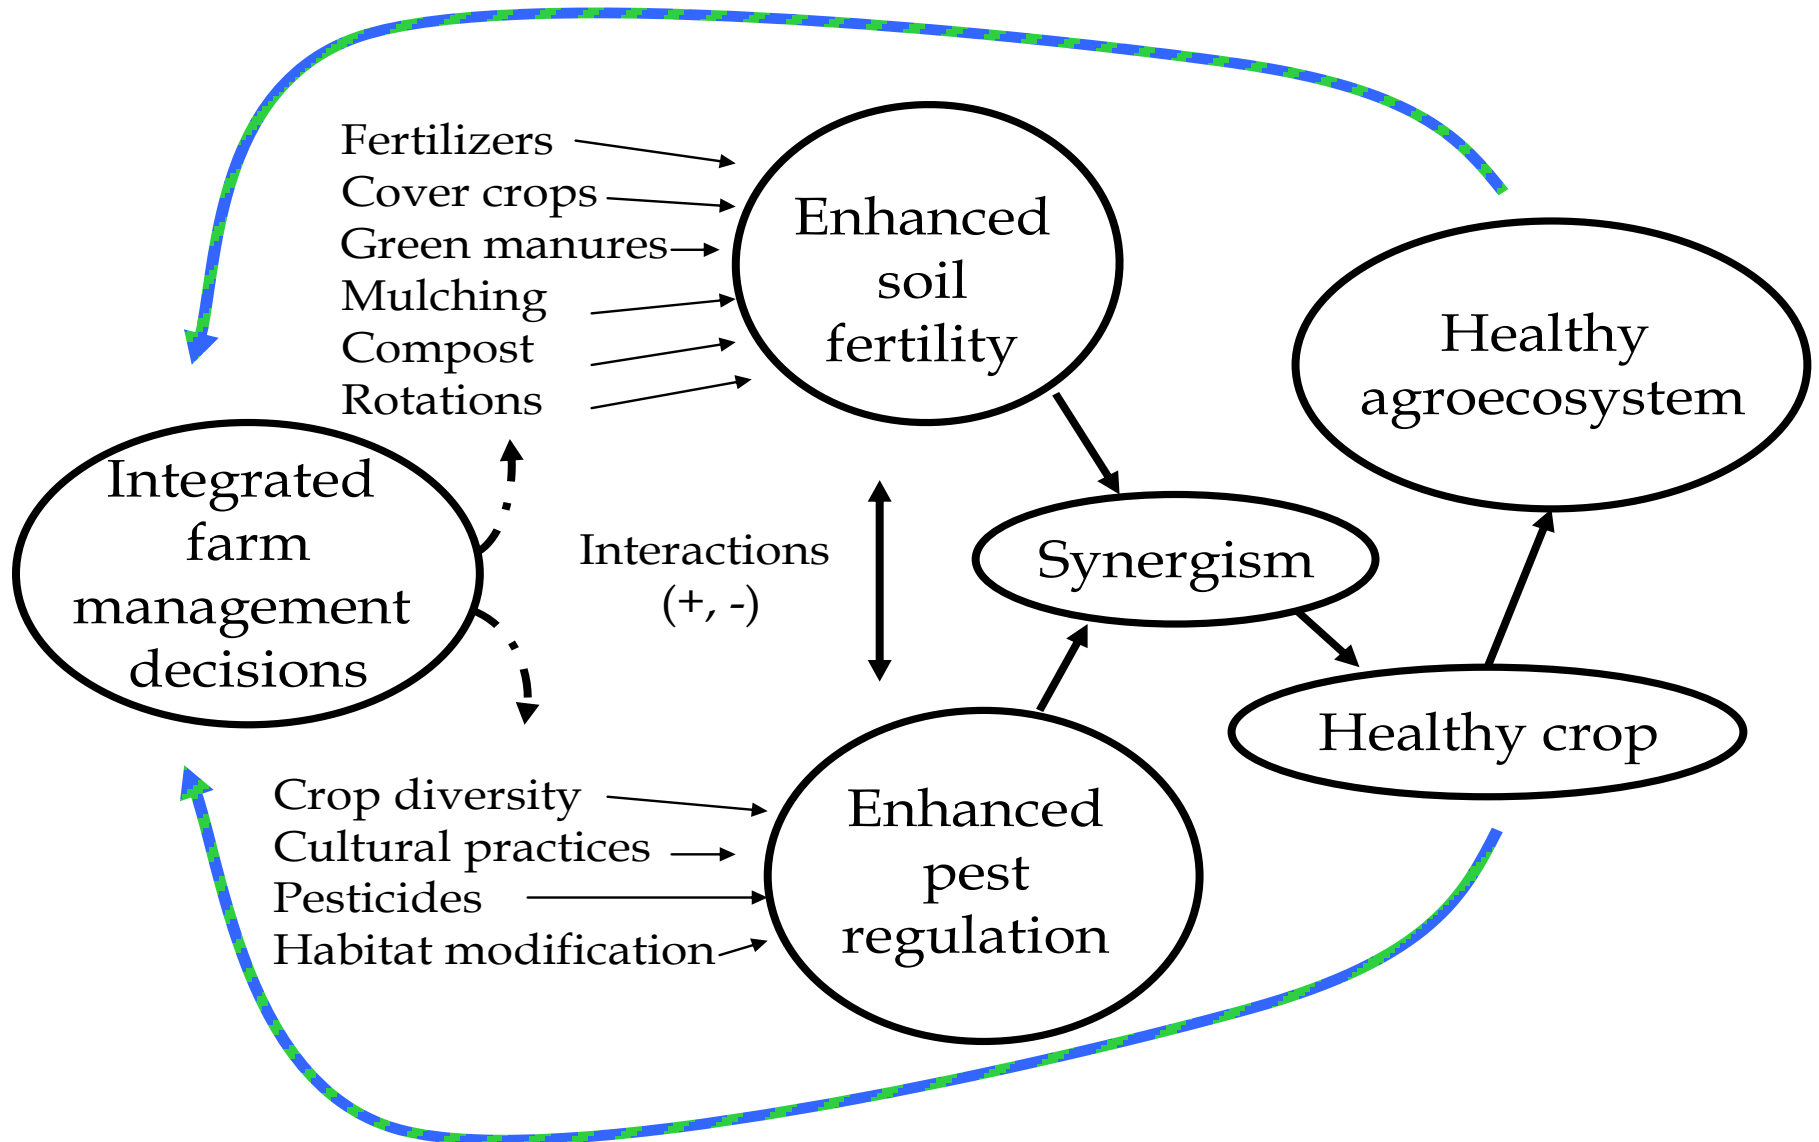 Fertilizers
Cover crops
Green manures
Mulching
Compost
Rotations
Enhanced
soil
fertility
Healthy
agroecosystem
Integrated
farm
management
decisions
Interactions
(+, -)
Synergism
Healthy crop
Crop diversity
Cultural practices
Pesticides
Habitat modification
Enhanced
pest
regulation